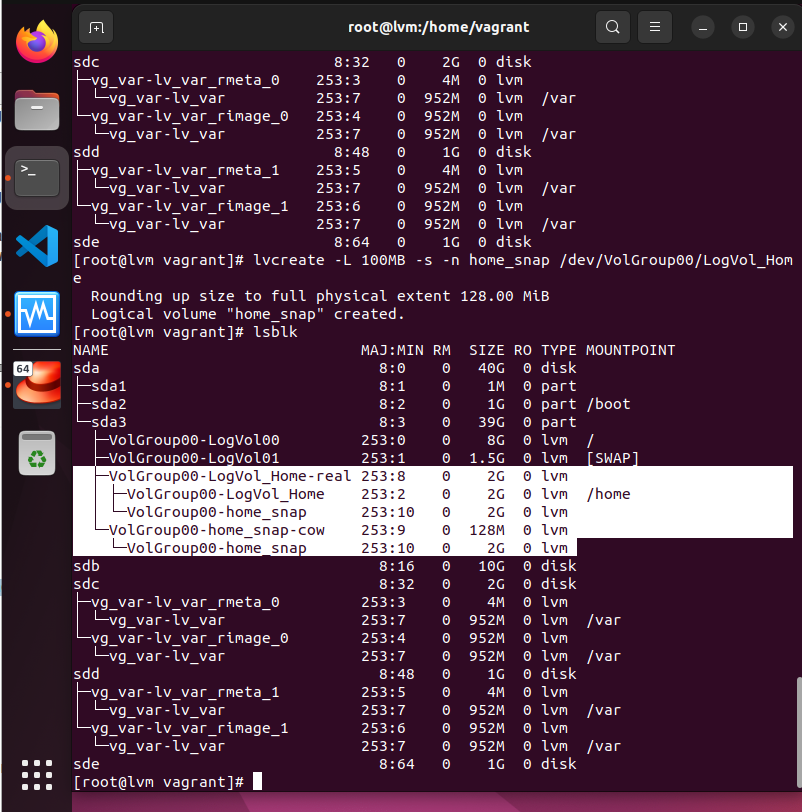 root@lvm:/home/vagrant
sdc                             8:32   0    2G  0 disk
├─vg_var-lv_var_rmeta_0    253:3    0    4M  0 lvm
│ └─vg_var-lv_var          253:7    0  952M  0 lvm  /var
└─vg_var-lv_var_rimage_0   253:4    0  952M  0 lvm
  └─vg_var-lv_var          253:7    0  952M  0 lvm  /var
sdd                             8:48   0    1G  0 disk
├─vg_var-lv_var_rmeta_1    253:5    0    4M  0 lvm
│ └─vg_var-lv_var          253:7    0  952M  0 lvm  /var
└─vg_var-lv_var_rimage_1   253:6    0  952M  0 lvm
  └─vg_var-lv_var          253:7    0  952M  0 lvm  /var
sde                             8:64   0    1G  0 disk
[root@lvm vagrant]# lvcreate -L 100MB -s -n home_snap /dev/VolGroup00/LogVol_Hom
e
  Rounding up size to full physical extent 128.00 MiB
  Logical volume "home_snap" created.
[root@lvm vagrant]# lsblk
NAME                            MAJ:MIN RM  SIZE RO TYPE MOUNTPOINT
sda                               8:0    0   40G  0 disk
├─sda1                            8:1    0    1M  0 part
├─sda2                            8:2    0    1G  0 part /boot
└─sda3                            8:3    0   39G  0 part
  ├─VolGroup00-LogVol00         253:0    0    8G  0 lvm  /
  ├─VolGroup00-LogVol01         253:1    0  1.5G  0 lvm  [SWAP]
  ├─VolGroup00-LogVol_Home-real 253:8    0    2G  0 lvm
  │ ├─VolGroup00-LogVol_Home    253:2    0    2G  0 lvm  /home
  │ └─VolGroup00-home_snap      253:10   0    2G  0 lvm
  └─VolGroup00-home_snap-cow    253:9    0  128M  0 lvm
    └─VolGroup00-home_snap      253:10   0    2G  0 lvm
sdb                               8:16   0   10G  0 disk
sdc                               8:32   0    2G  0 disk
├─vg_var-lv_var_rmeta_0         253:3    0    4M  0 lvm
│ └─vg_var-lv_var               253:7    0  952M  0 lvm  /var
└─vg_var-lv_var_rimage_0        253:4    0  952M  0 lvm
  └─vg_var-lv_var               253:7    0  952M  0 lvm  /var
sdd                               8:48   0    1G  0 disk
├─vg_var-lv_var_rmeta_1         253:5    0    4M  0 lvm
│ └─vg_var-lv_var               253:7    0  952M  0 lvm  /var
└─vg_var-lv_var_rimage_1        253:6    0  952M  0 lvm
  └─vg_var-lv_var               253:7    0  952M  0 lvm  /var
sde                               8:64   0    1G  0 disk
[root@lvm vagrant]#
64